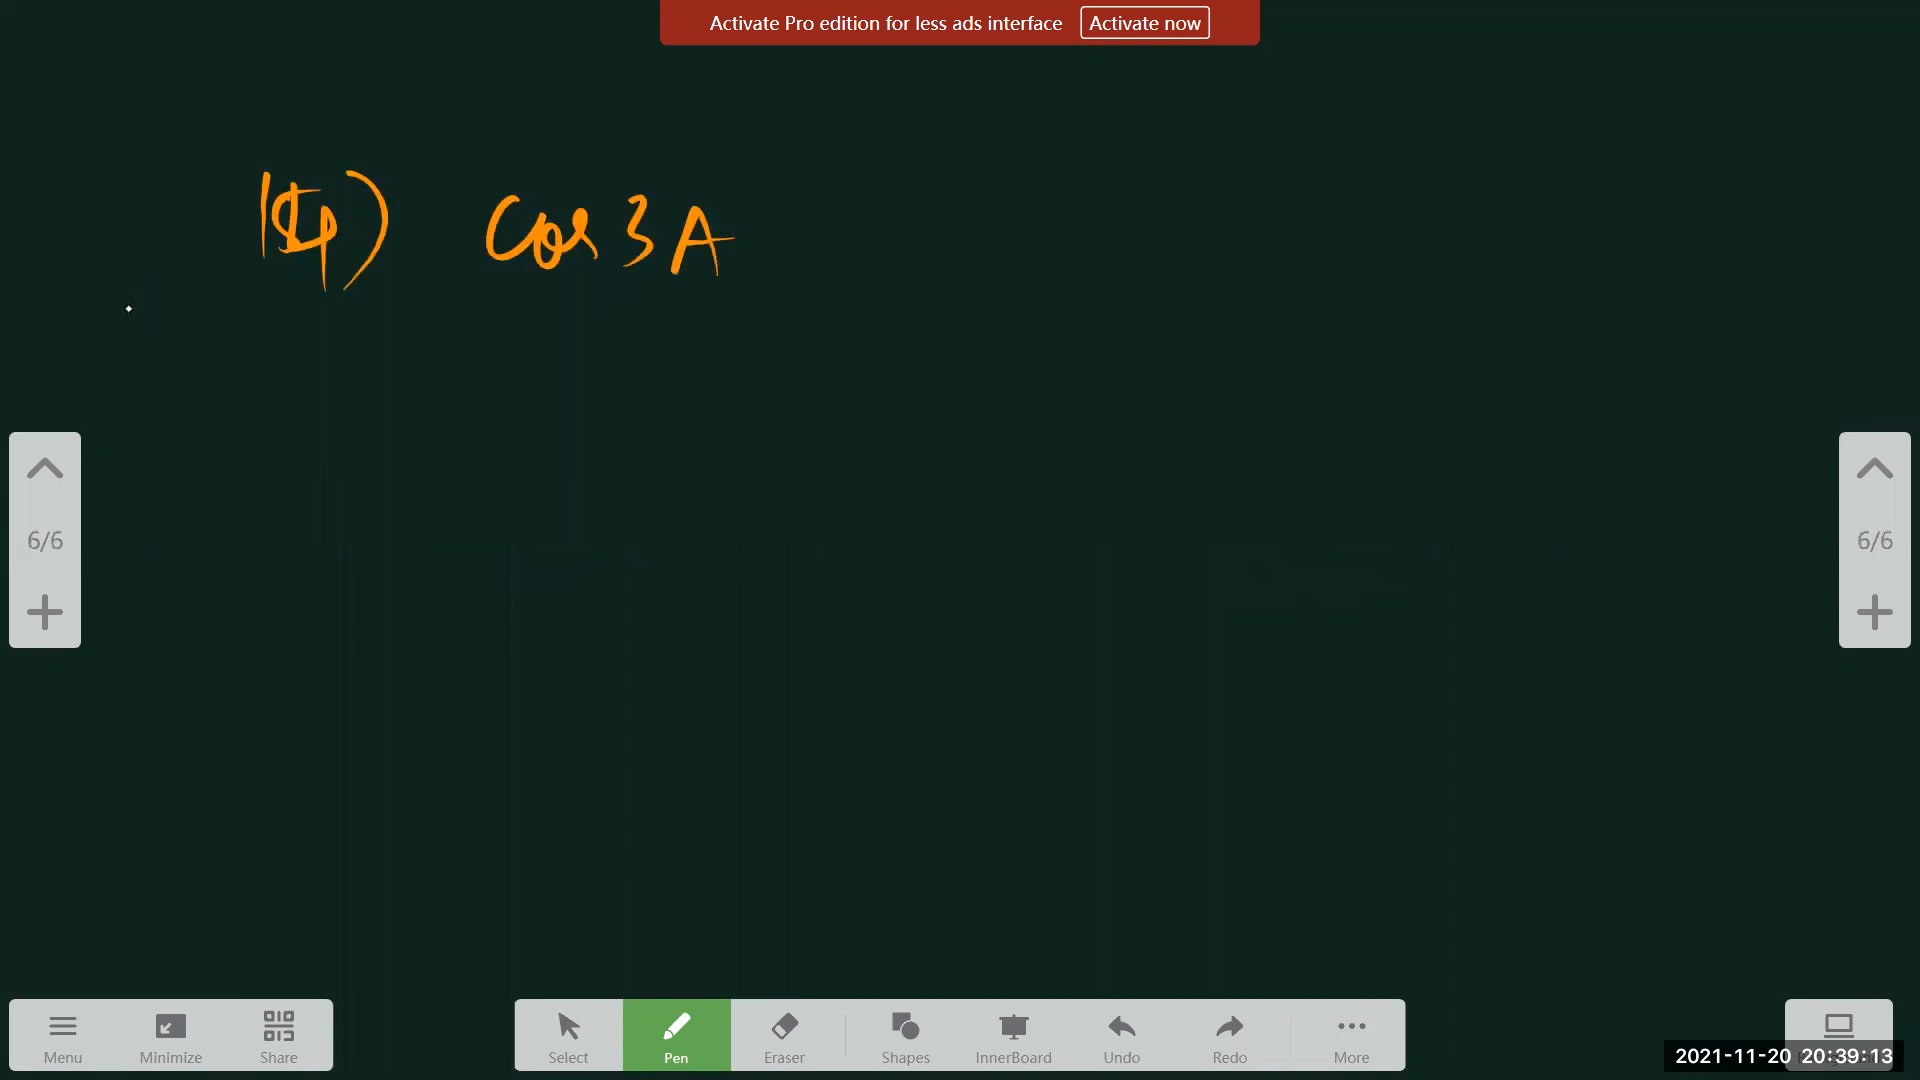 Activate Pro edition for less ads interface Activate now
14) Cos 3 A
6/6
6/6
Menu Minimize Share Select Pen Eraser Shapes InnerBoard Undo Redo More
2021-11-20 20:39:13